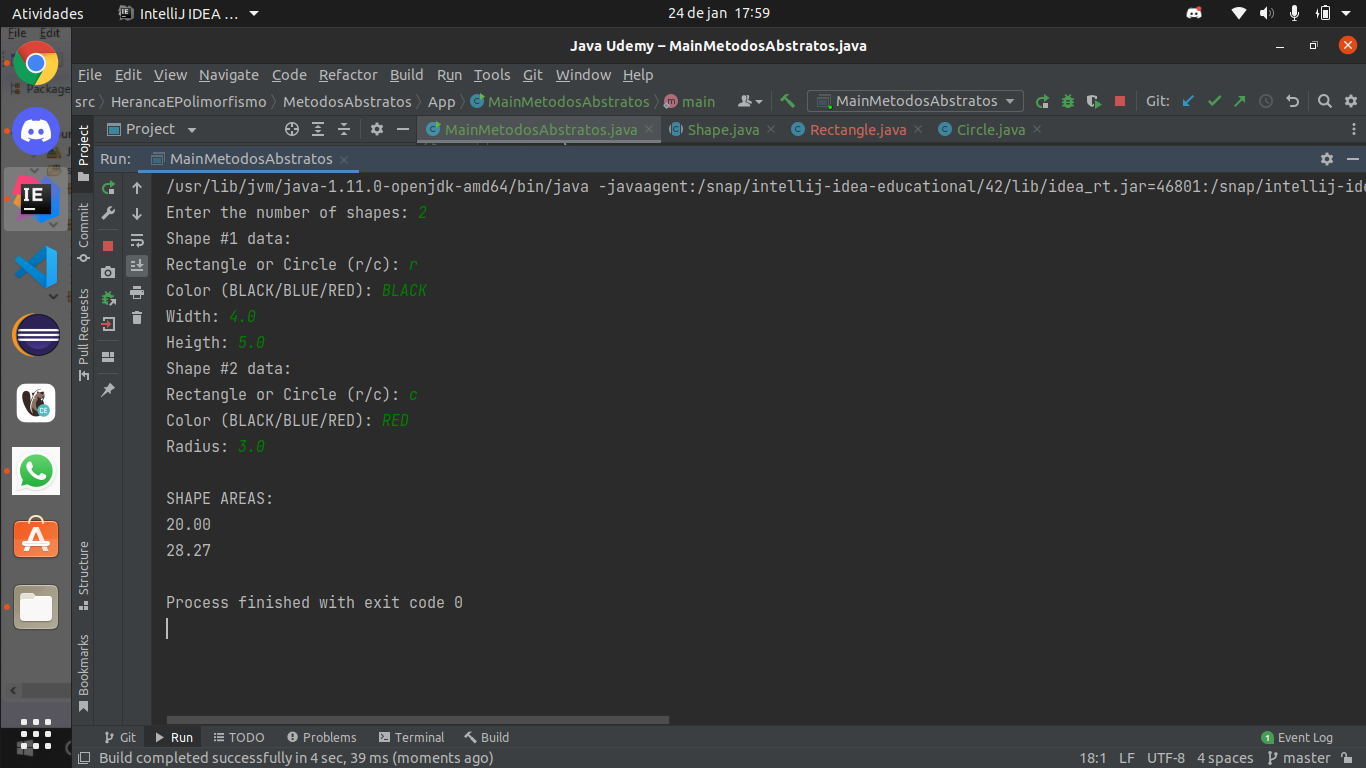 Atividades IntelliJ IDEA … 24 de jan 17:59
File Edit
Java Udemy – MainMetodosAbstratos.java
File Edit View Navigate Code Refactor Build Run Tools Git Window Help
Package
src HerancaEPolimorfismo MetodosAbstratos App MainMetodosAbstratos main MainMetodosAbstratos Git:
Project MainMetodosAbstratos.java Shape.java Rectangle.java Circle.java
Project
Commit
Pull Requests
Structure
Bookmarks
Run: MainMetodosAbstratos
/usr/lib/jvm/java-1.11.0-openjdk-amd64/bin/java -javaagent:/snap/intellij-idea-educational/42/lib/idea_rt.jar=46801:/snap/intellij-ide
Enter the number of shapes: 2
Shape #1 data:
Rectangle or Circle (r/c): r
Color (BLACK/BLUE/RED): BLACK
Width: 4.0
Heigth: 5.0
Shape #2 data:
Rectangle or Circle (r/c): c
Color (BLACK/BLUE/RED): RED
Radius: 3.0
SHAPE AREAS:
20.00
28.27
Process finished with exit code 0
IE
CE
Git Run TODO Problems Terminal Build 1 Event Log
Build completed successfully in 4 sec, 39 ms (moments ago) 18:1 LF UTF-8 4 spaces master